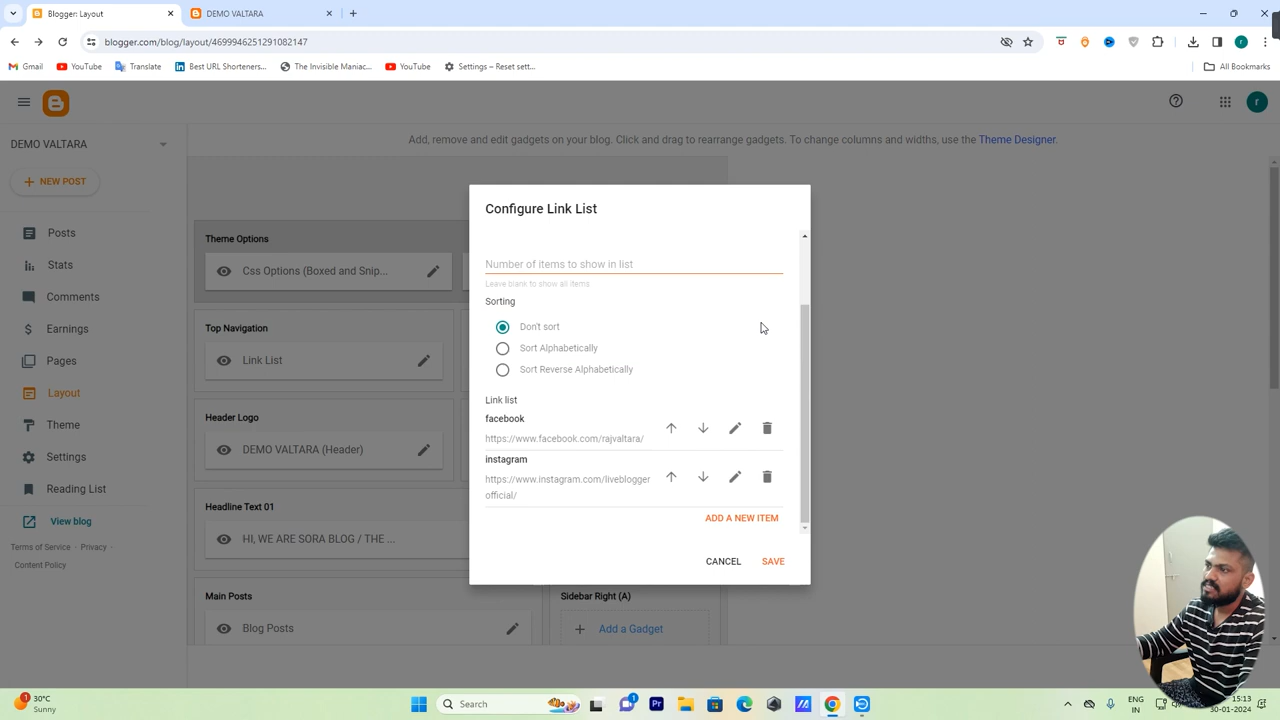 Blogger: Layout
DEMO VALTARA
blogger.com/blog/layout/4699946251291082147
r
Gmail
YouTube
Translate
Best URL Shorteners...
The Invisible Maniac...
YouTube
Settings – Reset sett...
All Bookmarks
r
DEMO VALTARA
Add, remove and edit gadgets on your blog. Click and drag to rearrange gadgets. To change columns and widths, use the Theme Designer.
NEW POST
Posts
Stats
Comments
Earnings
Pages
Layout
Theme
Settings
Reading List
View blog
Terms of Service · Privacy ·
Content Policy
Theme Options
Css Options (Boxed and Snip...
Top Navigation
Link List
Header Logo
DEMO VALTARA (Header)
Headline Text 01
HI, WE ARE SORA BLOG / THE ...
Main Posts
Blog Posts
Sidebar Right (A)
Add a Gadget
Configure Link List
Number of items to show in list
Leave blank to show all items
Sorting
Don't sort
Sort Alphabetically
Sort Reverse Alphabetically
Link list
facebook
https://www.facebook.com/rajvaltara/
instagram
https://www.instagram.com/liveblogger
official/
ADD A NEW ITEM
CANCEL
SAVE
1
30°C
Sunny
Search
1
Pr
ENG
IN
15:13
30-01-2024